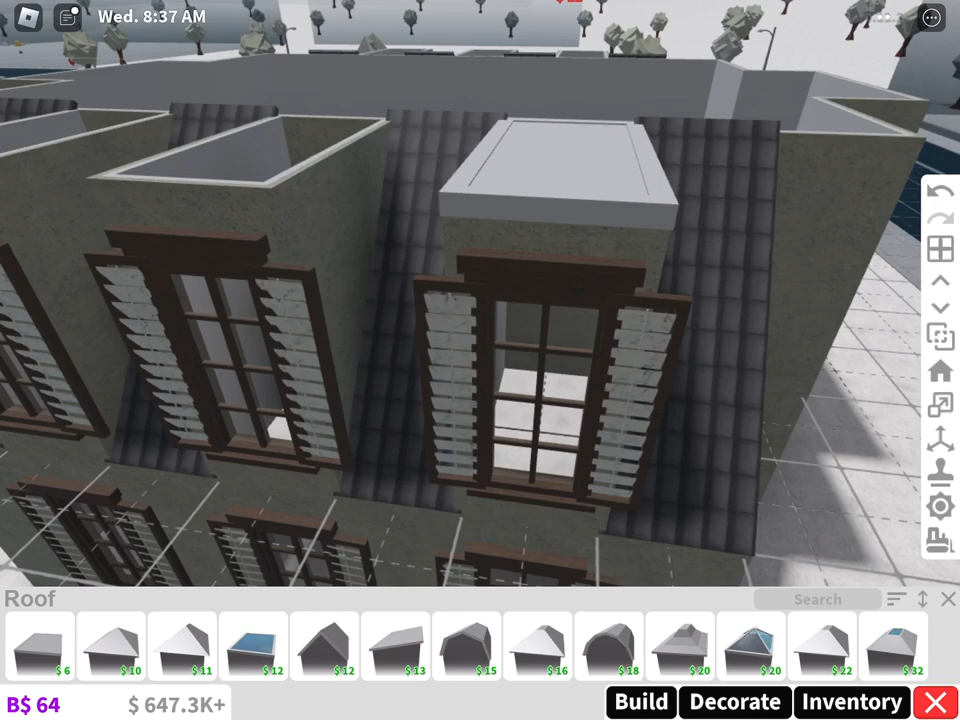 Wed. 8:37 AM
Roof
Search
$6
$10
$11
$12
$12
$13
$15
$16
$18
$20
$20
$22
$32
B$ 64
$ 647.3K+
Build
Decorate
Inventory